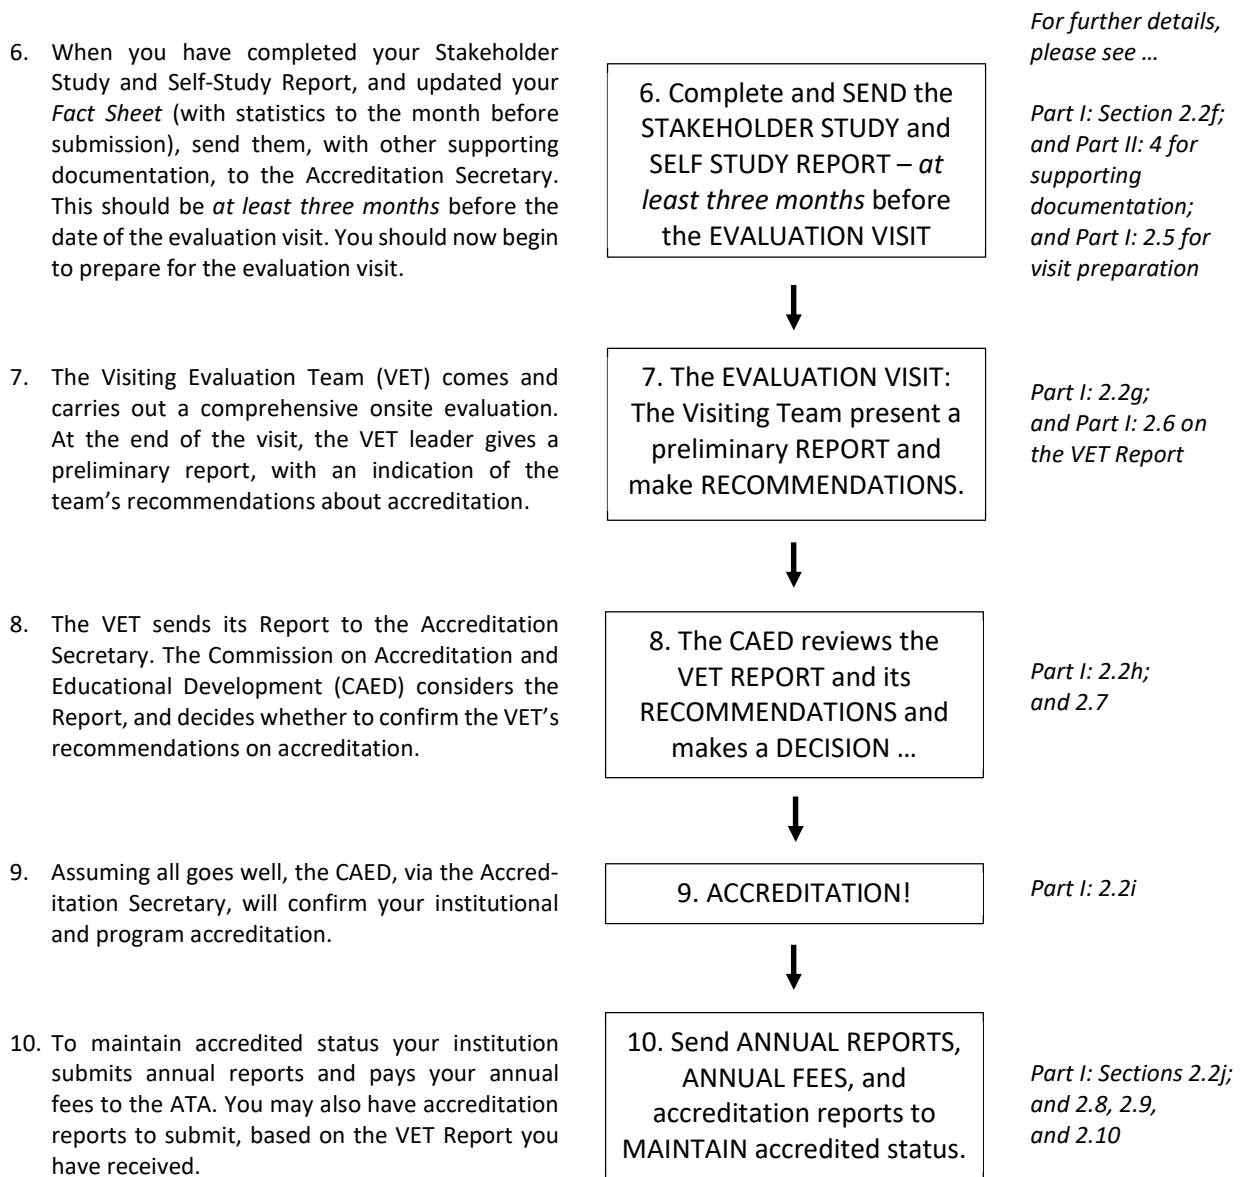 For further details,
please see …
6. When you have completed your Stakeholder
Study and Self-Study Report, and updated your
Fact Sheet (with statistics to the month before
submission), send them, with other supporting
documentation, to the Accreditation Secretary.
This should be at least three months before the
date of the evaluation visit. You should now begin
to prepare for the evaluation visit.
6. Complete and SEND the
STAKEHOLDER STUDY and
SELF STUDY REPORT – at
least three months before
the EVALUATION VISIT
Part I: Section 2.2f;
and Part II: 4 for
supporting
documentation;
and Part I: 2.5 for
visit preparation
7. The Visiting Evaluation Team (VET) comes and
carries out a comprehensive onsite evaluation.
At the end of the visit, the VET leader gives a
preliminary report, with an indication of the
team’s recommendations about accreditation.
7. The EVALUATION VISIT:
The Visiting Team present a
preliminary REPORT and
make RECOMMENDATIONS.
Part I: 2.2g;
and Part I: 2.6 on
the VET Report
8. The VET sends its Report to the Accreditation
Secretary. The Commission on Accreditation and
Educational Development (CAED) considers the
Report, and decides whether to confirm the VET’s
recommendations on accreditation.
8. The CAED reviews the
VET REPORT and its
RECOMMENDATIONS and
makes a DECISION …
Part I: 2.2h;
and 2.7
9. Assuming all goes well, the CAED, via the Accred-
itation Secretary, will confirm your institutional
and program accreditation.
9. ACCREDITATION!
Part I: 2.2i
10. To maintain accredited status your institution
submits annual reports and pays your annual
fees to the ATA. You may also have accreditation
reports to submit, based on the VET Report you
have received.
10. Send ANNUAL REPORTS,
ANNUAL FEES, and
accreditation reports to
MAINTAIN accredited status.
Part I: Sections 2.2j;
and 2.8, 2.9,
and 2.10